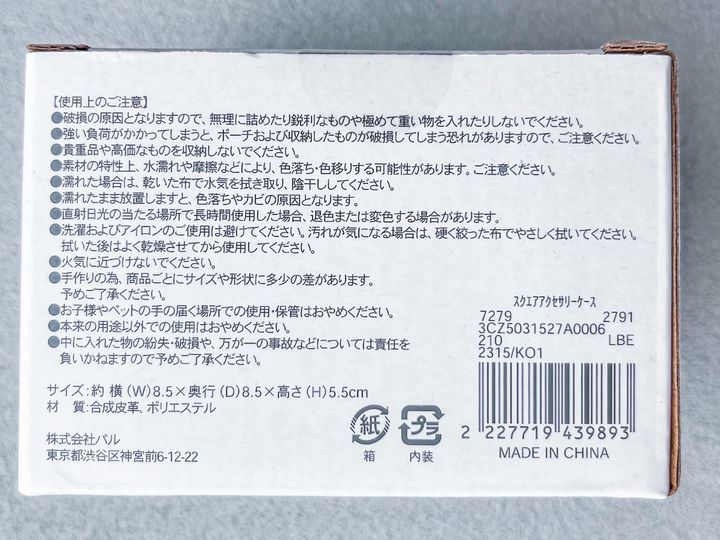 【使用上のご注意】
●破損の原因となりますので、無理に詰めたり鋭利なものや極めて重い物を入れたりしないでください。
●強い負荷がかかってしまうと、ポーチおよび収納したものが破損してしまう恐れがありますので、ご注意ください。
●貴重品や高価なものを収納しないでください。
●素材の特性上、水濡れや摩擦などにより、色落ち・色移りする可能性があります。ご注意ください。
●濡れた場合は、乾いた布で水気を拭き取り、陰干ししてください。
●濡れたまま放置しますと、色落ちやカビの原因となります。
●直射日光の当たる場所で長時間使用した場合、退色または変色する場合があります。
●洗濯およびアイロンのご使用は避けてください。汚れが気になる場合は、硬く絞った布でやさしく拭いてください。
拭いた後はよく乾燥させてから使用してください。
●火気に近づけないでください。
●手作りの為、商品ごとにサイズや形状に多少の差があります。
予めご了承ください。
●お子様やペットの手の届く場所での使用・保管はおやめください。
●本来の用途以外での使用はおやめください。
●中に入れた物の紛失・破損や、万が一の事故などについては責任を
負いかねますので予めご了承ください。
サイズ:約 横(W)8.5×奥行(D)8.5×高さ(H)5.5cm
材 質:合成皮革、ポリエステル
株式会社パル
東京都渋谷区神宮前6-12-22
紙
箱
プラ
内装
スクエアアクセサリーケース
7279 2791
3CZ5031527A0006
210 LBE
2315/KO1
2 227719 439893
MADE IN CHINA